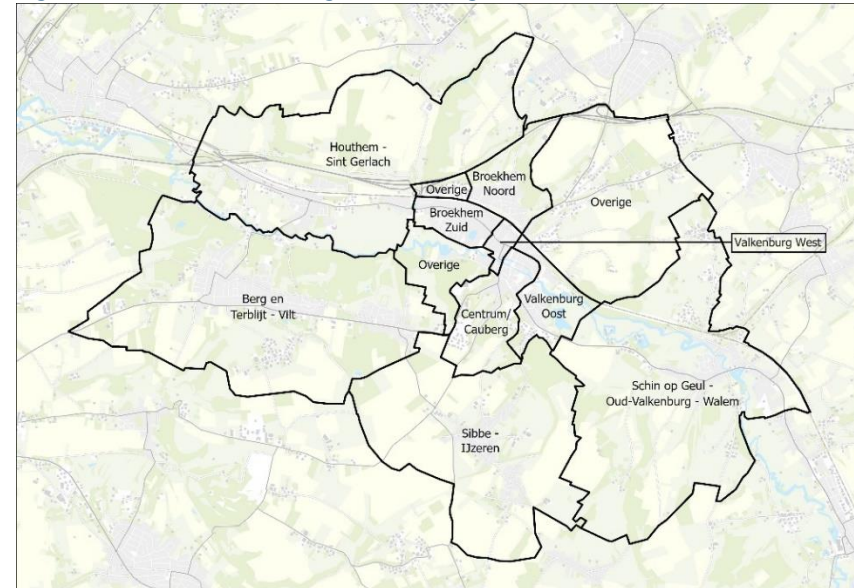 Houthem -
Sint Gerlach
Broekhem
Noord
Overige
Overige
Broekhem
Zuid
Valkenburg West
Overige
Berg en
Terblijt - Vilt
Centrum/
Cauberg
Valkenburg
Oost
Schin op Geul -
Oud-Valkenburg - Walem
Sibbe -
IJzeren